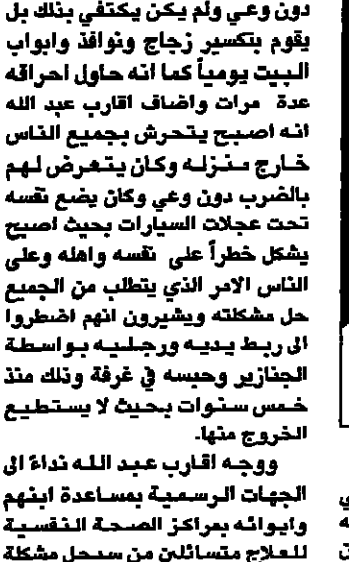 دون وعي ولم يكن يكتفي بذلك بل
يقوم بتكسير زجاج ونوافذ وابواب
البيت يومياً كما انه حاول احراقه
عدة مرات واضاف اقارب عبد الله
انه اصبح يتحرش بجميع الناس
خارج منزله وكان يتعرض لهم
بالضرب دون وعي وكان يضع نفسه
تحت عجلات السيارات بحيث اصبح
يشكل خطراً على نفسه واهله وعلى
الناس الامر الذي يتطلب من الجميع
حل مشكلته ويشيرون انهم اضطروا
الى ربط يديه ورجليه بواسطة
الجنازير وحبسه في غرفة وذلك منذ
خمس سنوات بحيث لا يستطيع
الخروج منها.
ووجه اقارب عبد الله نداءً الى
الجهات الرسمية بمساعدة ابنهم
وايوائه بمراكز الصحة النفسية
للعلاج متسائلين من سيحل مشكلة